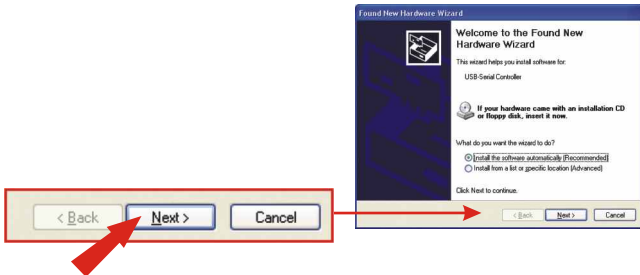 Found New Hardware Wizard
Welcome to the Found New
Hardware Wizard
This wizard helps you install software for:
USB-Serial Controller
If your hardware came with an installation CD
or floppy disk, insert it now.
What do you want the wizard to do?
Install the software automatically (Recommended)
Install from a list or specific location (Advanced)
Click Next to continue.
< Back Next > Cancel
< Back Next > Cancel